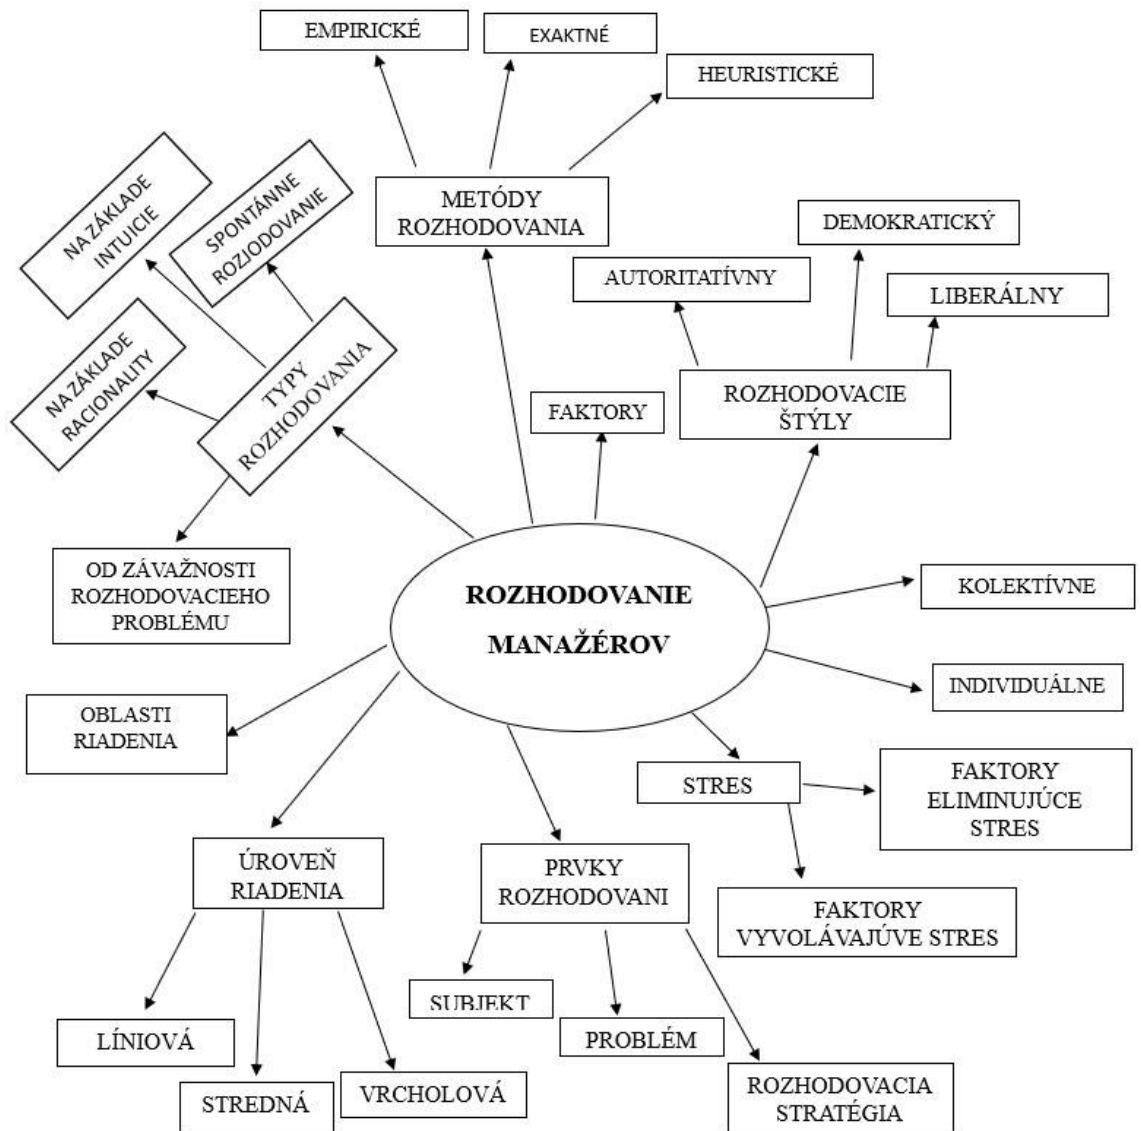 EMPIRICKÉ
EXAKTNÉ
HEURISTICKÉ
METÓDY
ROZHODOVANIA
NA ZÁKLADE
INTUICIE
SPONTÁNNE
ROZJODOVANIE
DEMOKRATICKÝ
AUTORITATÍVNY
LIBERÁLNY
NA ZÁKLADE
RACIONALITY
TYPY
ROZHODOVANIA
FAKTORY
ROZHODOVACIE
ŠTÝLY
OD ZÁVAŽNOSTI
ROZHODOVACIEHO
PROBLÉMU
ROZHODOVANIE
MANAŽÉROV
KOLEKTÍVNE
INDIVIDUÁLNE
OBLASTI
RIADENIA
STRES
FAKTORY
ELIMINUJÚCE
STRES
ÚROVEŇ
RIADENIA
PRVKY
ROZHODOVANI
FAKTORY
VYVOLÁVAJÚVE STRES
SUBJEKT
LÍNIOVÁ
PROBLÉM
STREDNÁ
VRCHOLOVÁ
ROZHODOVACIA
STRATÉGIA